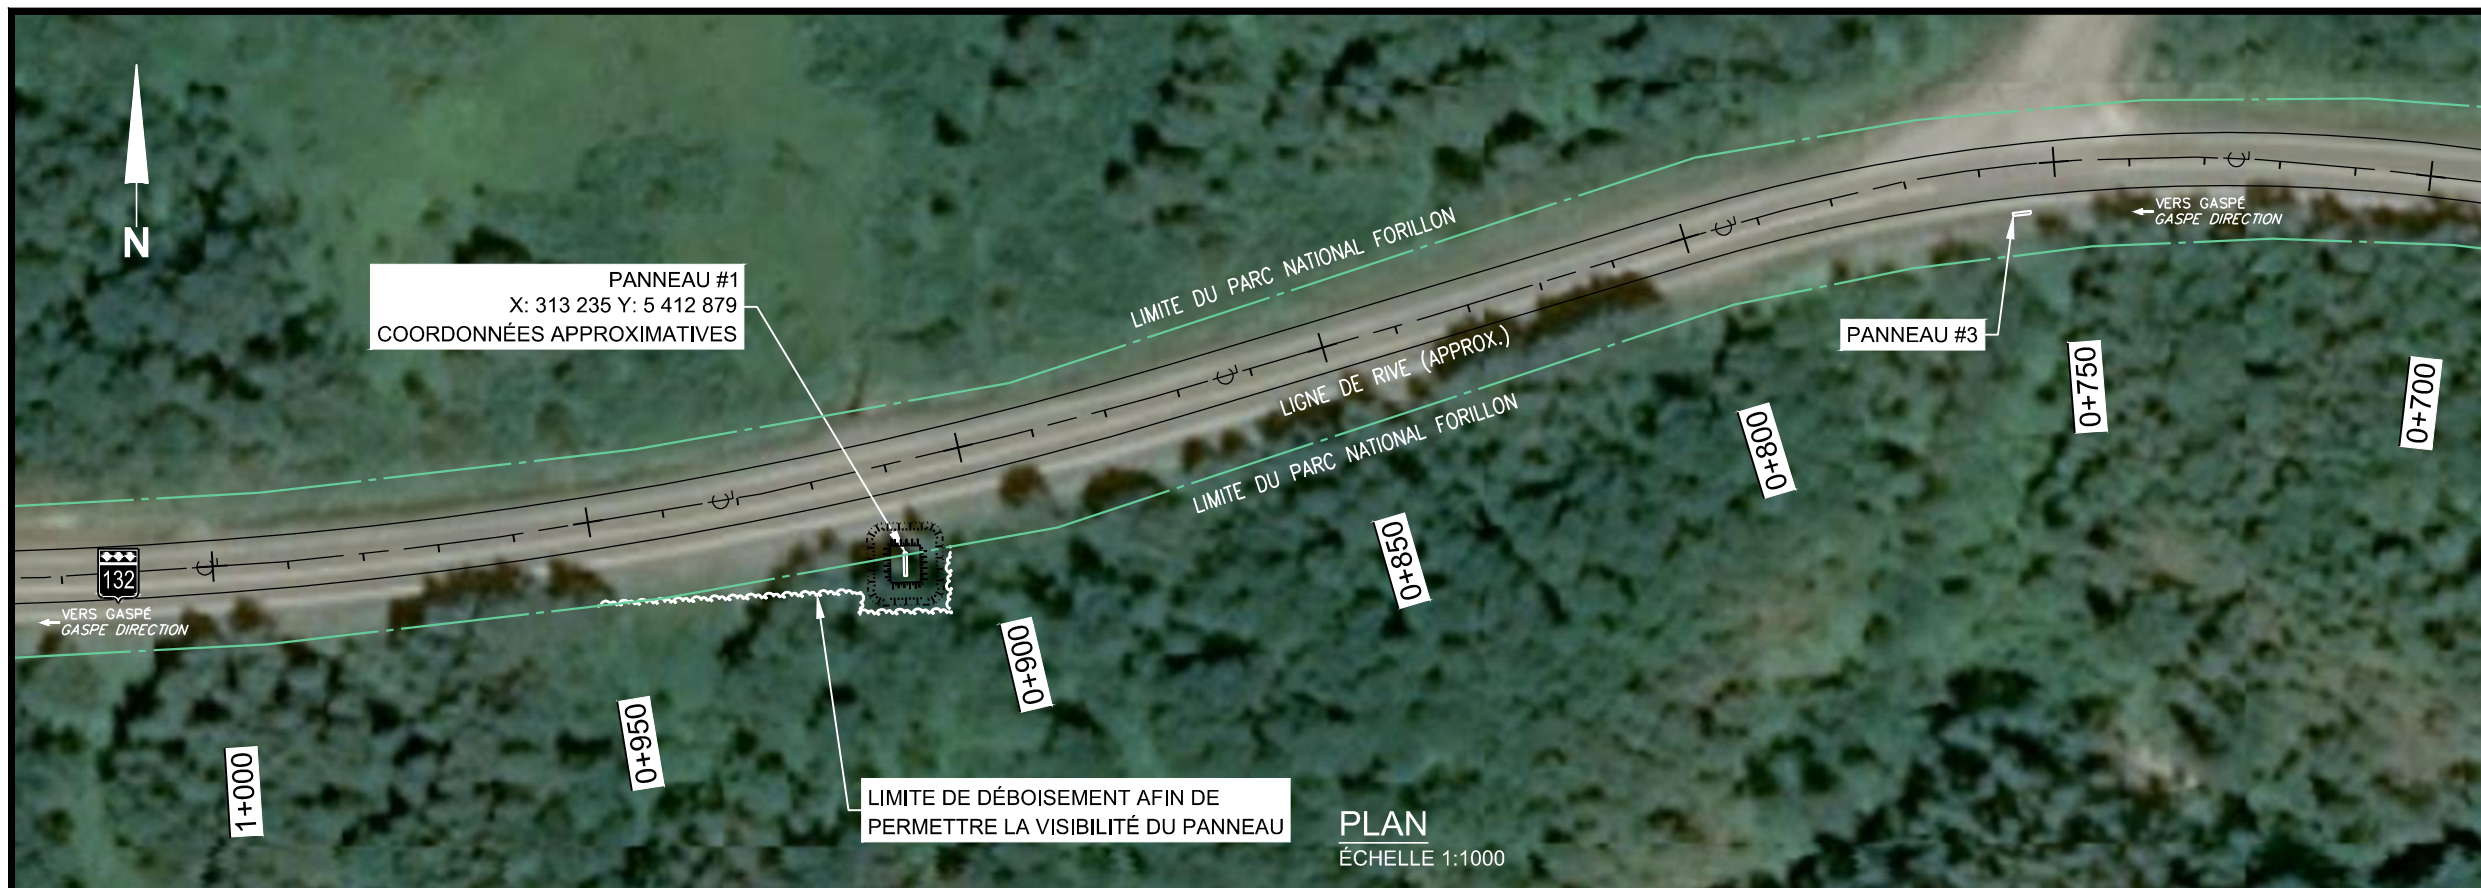 N
PANNEAU #1
X: 313 235 Y: 5 412 879
COORDONNÉES APPROXIMATIVES
LIMITE DU PARC NATIONAL FORILLON
VERS GASPÉ
GASPE DIRECTION
PANNEAU #3
LIGNE DE RIVE (APPROX.)
LIMITE DU PARC NATIONAL FORILLON
0+700
0+750
0+800
0+850
0+900
0+950
1+000
132
VERS GASPÉ
GASPE DIRECTION
LIMITE DE DÉBOISEMENT AFIN DE
PERMETTRE LA VISIBILITÉ DU PANNEAU
PLAN
ÉCHELLE 1:1000